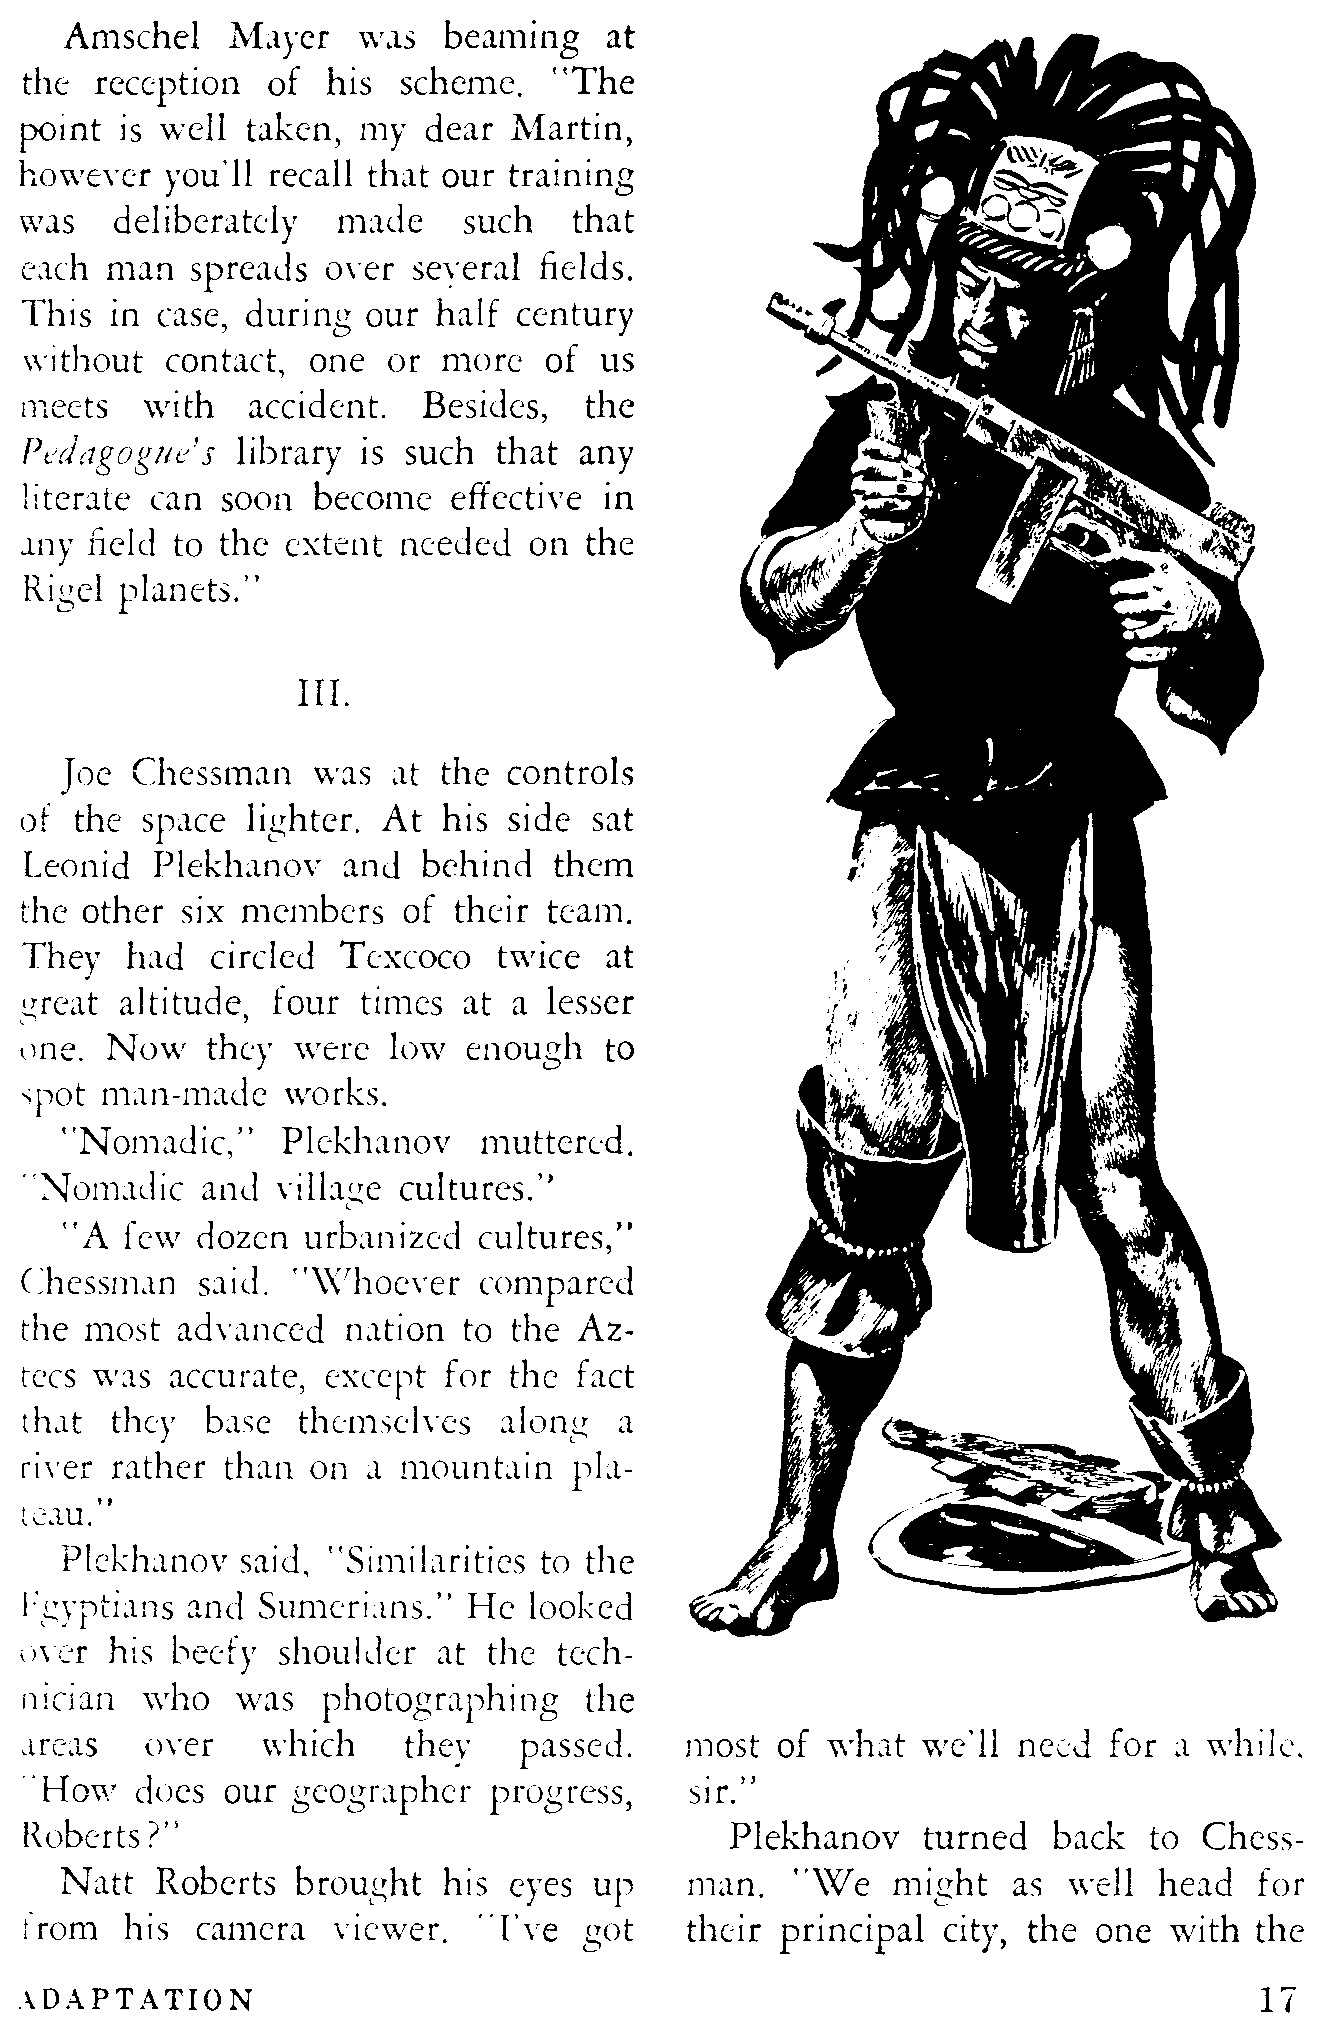 Amschel Mayer was beaming at
the reception of his scheme. "The
point is well taken, my dear Martin,
however you'll recall that our training
was deliberately made such that
each man spreads over several fields.
This in case, during our half century
without contact, one or more of us
meets with accident. Besides, the
Pedagogue's library is such that any
literate can soon become effective in
any field to the extent needed on the
Rigel planets."
III.
Joe Chessman was at the controls
of the space lighter. At his side sat
Leonid Plekhanov and behind them
the other six members of their team.
They had circled Texcoco twice at
great altitude, four times at a lesser
one. Now they were low enough to
spot man-made works.
"Nomadic," Plekhanov muttered.
"Nomadic and village cultures."
"A few dozen urbanized cultures,"
Chessman said. "Whoever compared
the most advanced nation to the Az-
tecs was accurate, except for the fact
that they base themselves along a
river rather than on a mountain pla-
teau."
Plekhanov said, "Similarities to the
Egyptians and Sumerians." He looked
over his beefy shoulder at the tech-
nician who was photographing the
areas over which they passed.
"How does our geographer progress,
Roberts?"
Natt Roberts brought his eyes up
from his camera viewer. "I've got
most of what we'll need for a while,
sir."
Plekhanov turned back to Chess-
man. "We might as well head for
their principal city, the one with the
ADAPTATION
17